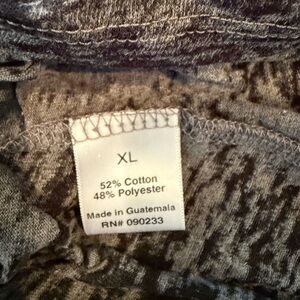 XL
52% Cotton
48% Polyester
Made in Guatemala
RN# 090233